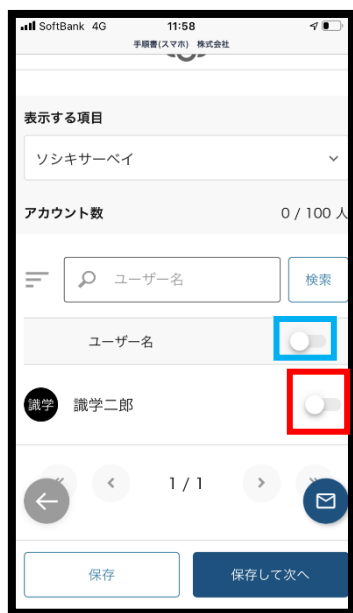 SoftBank 4G 11:58
手順書(スマホ) 株式会社
表示する項目
ソシキサーベイ
アカウント数 0 / 100 人
ユーザー名 検索
ユーザー名
識学 識学二郎
« ‹ 1 / 1 › »
保存 保存して次へ